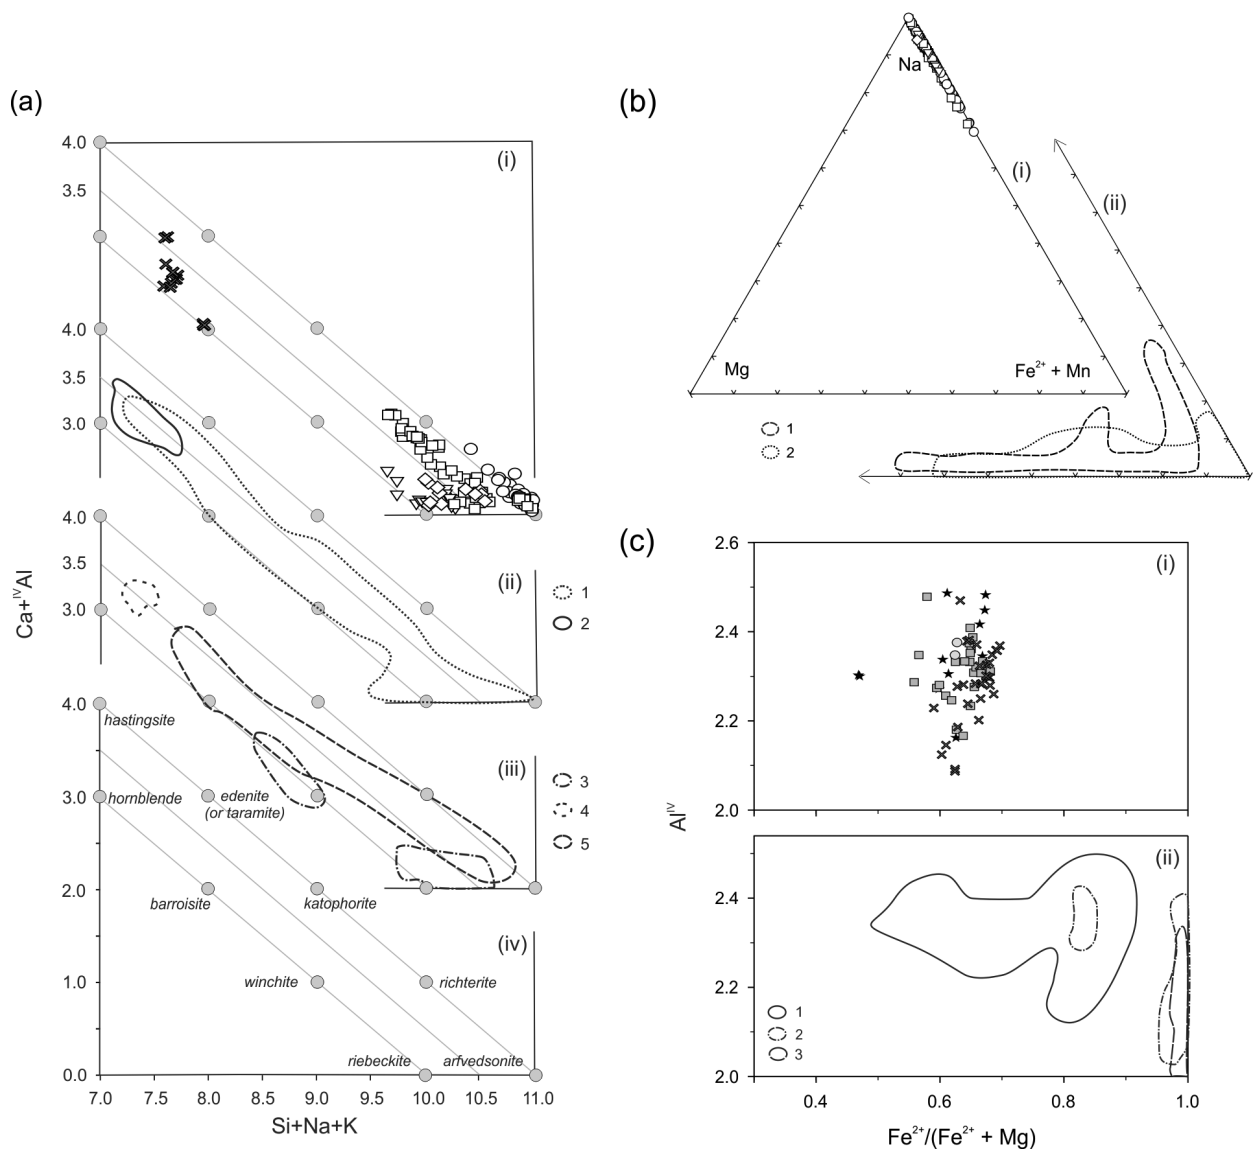 (a)
(i)
4.0
3.5
4.0
3.5
3.0
4.0
3.5
3.0
4.0
3.0
2.0
1.0
0.0
Ca+ᴵⱽAl
(ii)
1
2
(iii)
3
4
5
(iv)
hastingsite
hornblende
edenite
(or taramite)
barroisite
katophorite
winchite
richterite
riebeckite
arfvedsonite
7.0 7.5 8.0 8.5 9.0 9.5 10.0 10.5 11.0
Si+Na+K
(b)
Na
(i)
(ii)
Mg
Fe²⁺ + Mn
1
2
(c)
(i)
2.6
2.4
2.2
2.0
Alᴵⱽ
(ii)
2.4
2.2
2.0
1
2
3
0.4 0.6 0.8 1.0
Fe²⁺/(Fe²⁺ + Mg)